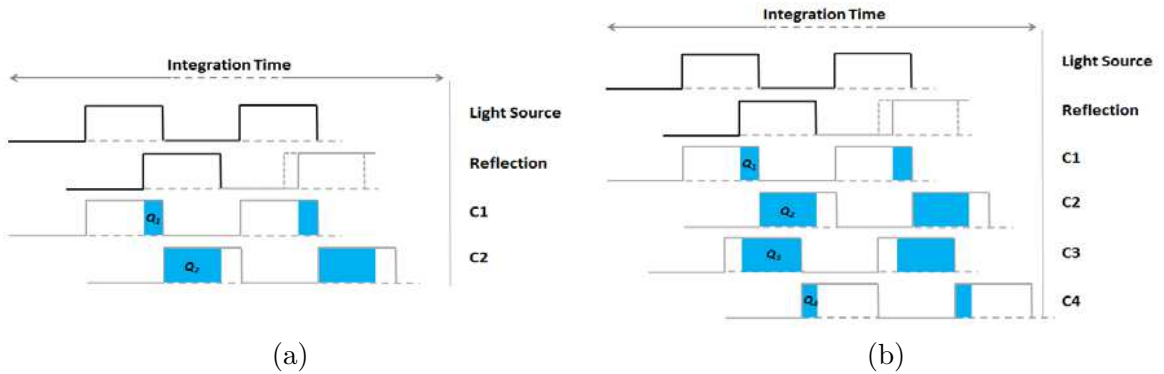 Integration Time
Light Source
Reflection
C1
Q₁
C2
Q₂
(a)
Integration Time
Light Source
Reflection
C1
Q₁
C2
Q₂
C3
Q₃
C4
(b)